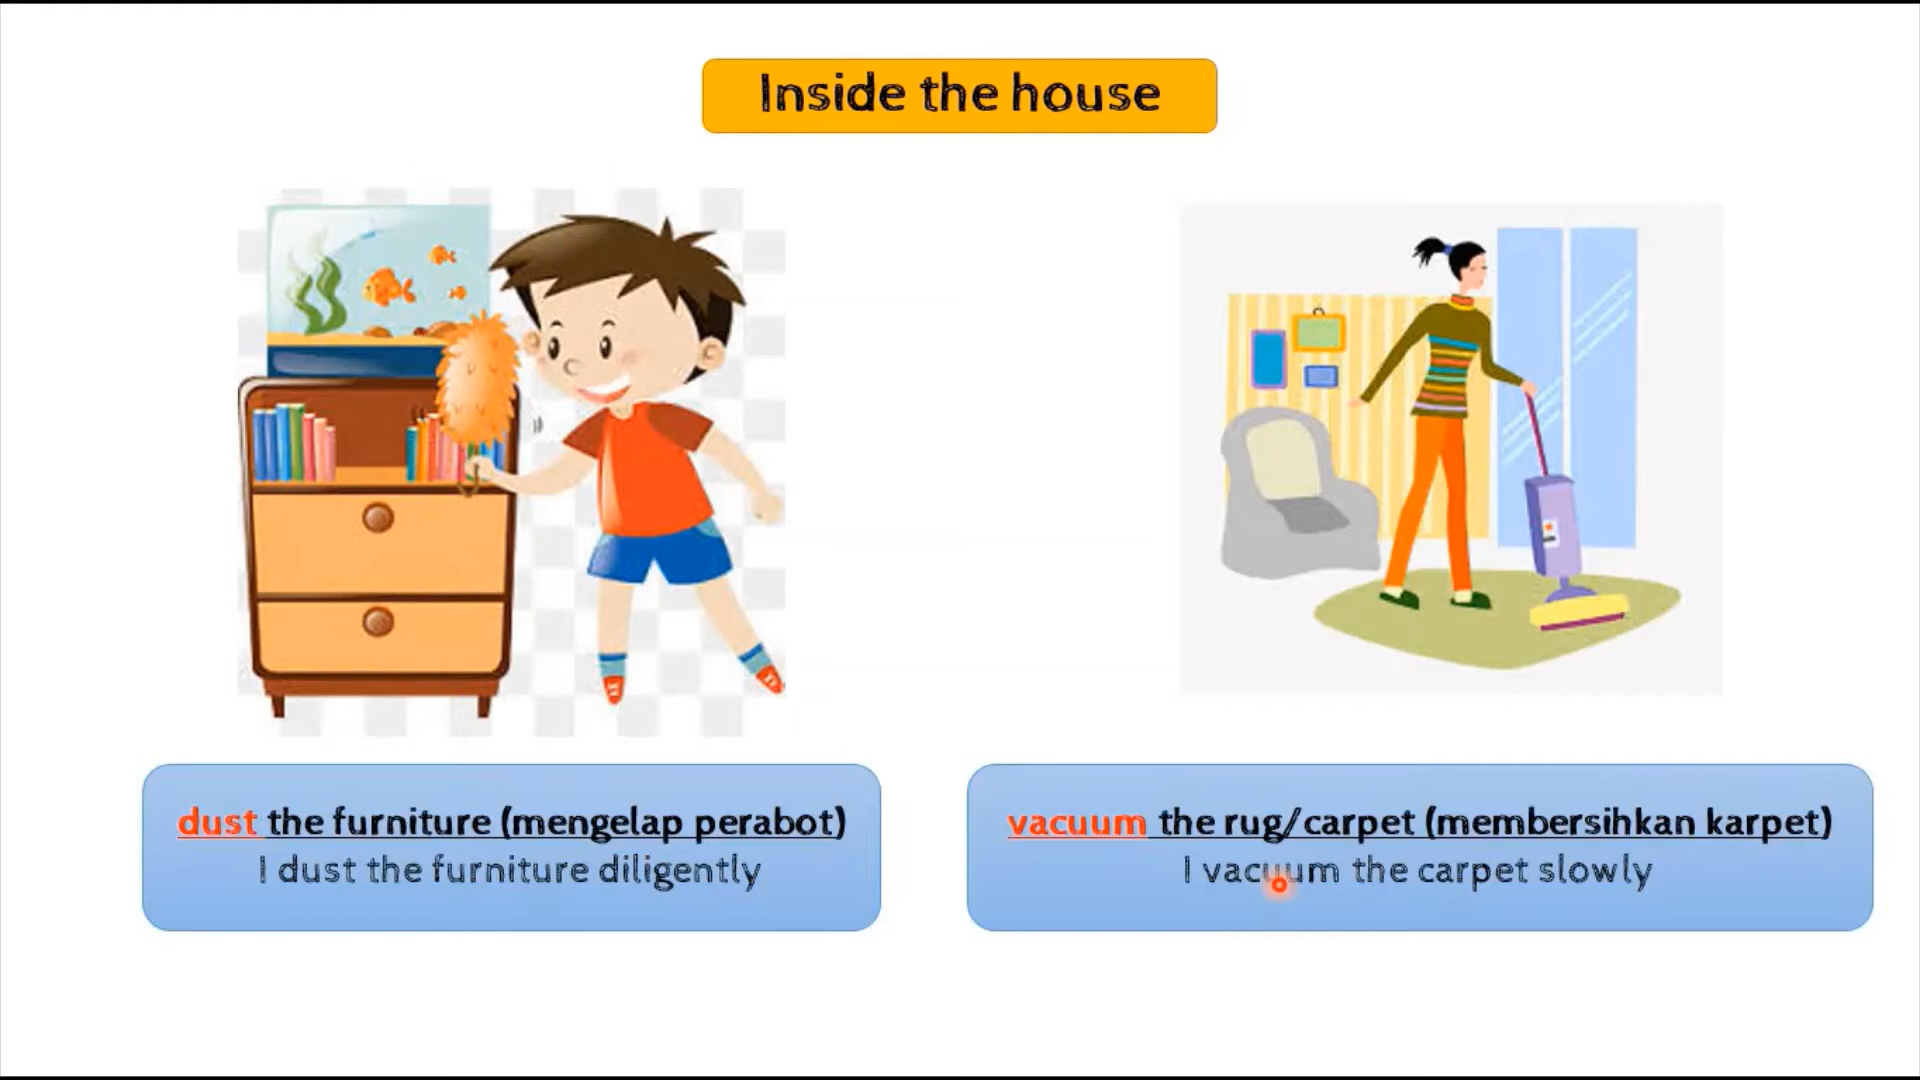 Inside the house
dust the furniture (mengelap perabot)
I dust the furniture diligently
vacuum the rug/carpet (membersihkan karpet)
I vacuum the carpet slowly